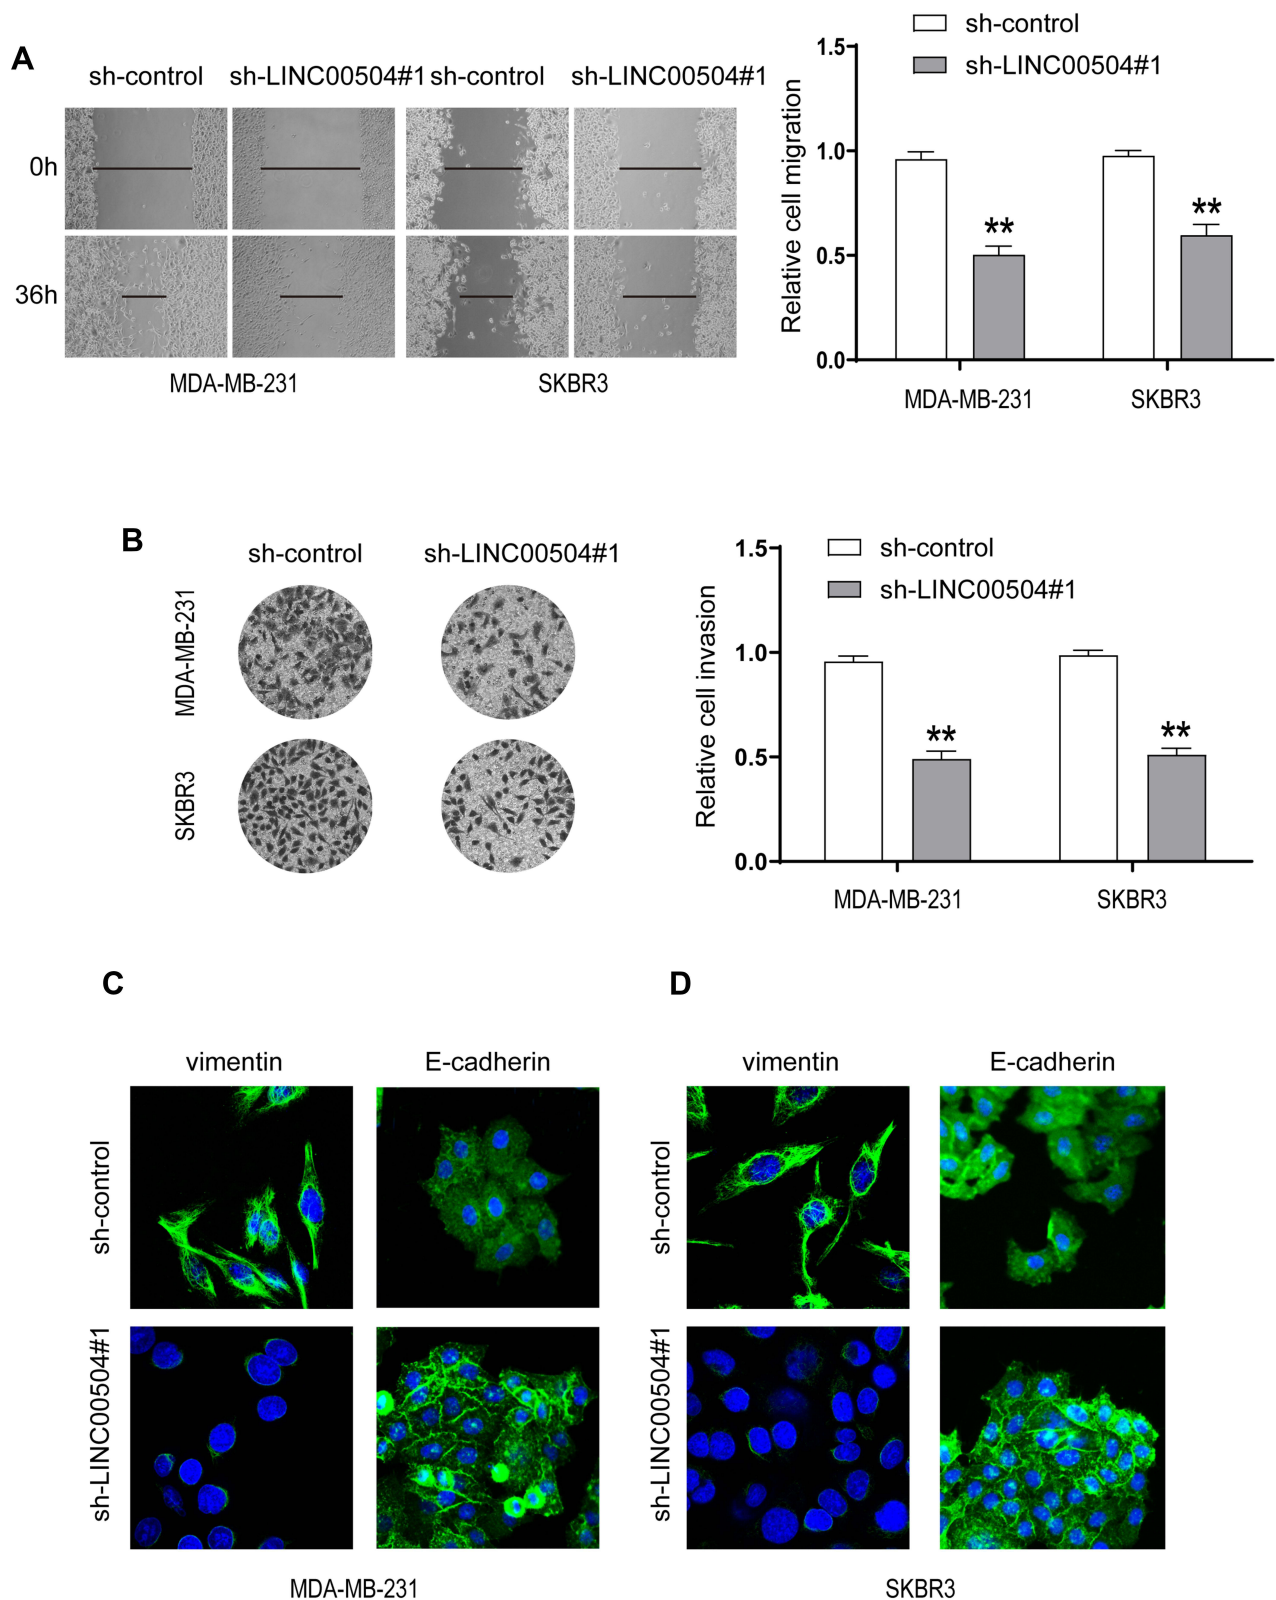 A
sh-control sh-LINC00504#1 sh-control sh-LINC00504#1
0h
36h
MDA-MB-231 SKBR3
sh-control
sh-LINC00504#1
Relative cell migration
1.5
1.0
0.5
0.0
** **
MDA-MB-231 SKBR3
B
sh-control sh-LINC00504#1
MDA-MB-231
SKBR3
sh-control
sh-LINC00504#1
Relative cell invasion
1.5
1.0
0.5
0.0
** **
MDA-MB-231 SKBR3
C
vimentin E-cadherin
sh-control
sh-LINC00504#1
MDA-MB-231
D
vimentin E-cadherin
sh-control
sh-LINC00504#1
SKBR3